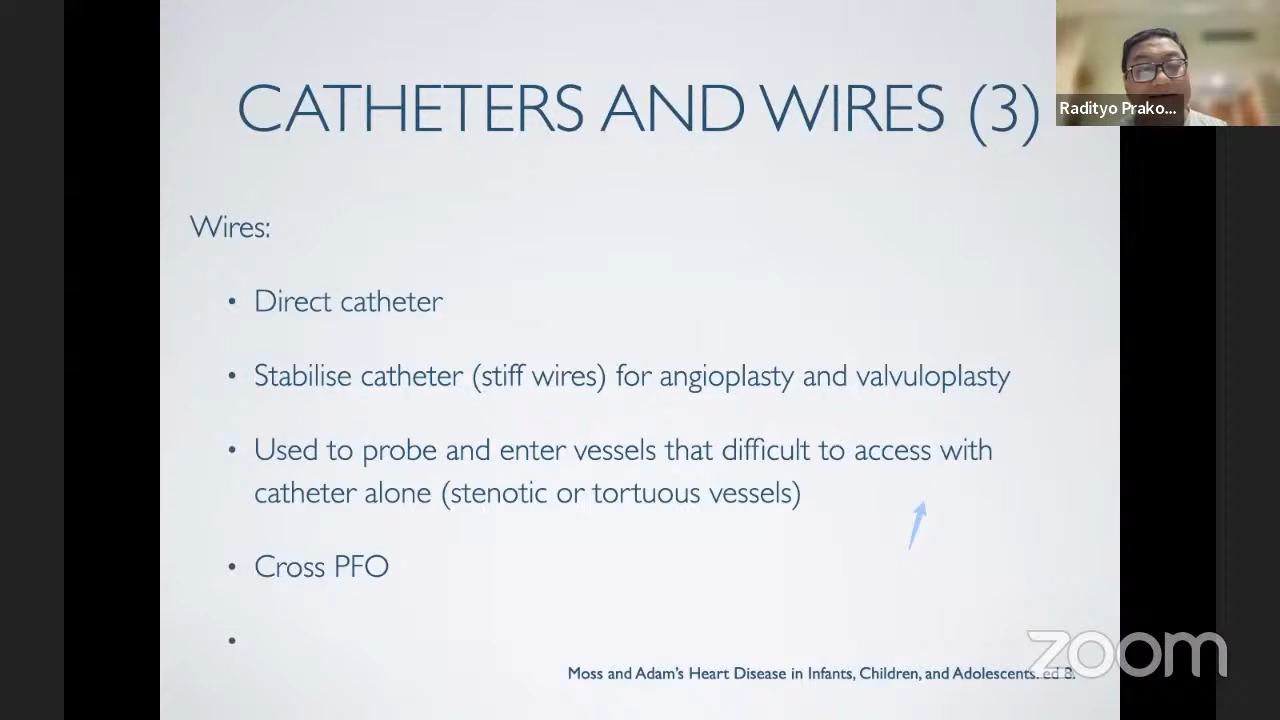 CATHETERS AND WIRES (3)
Radityo Prako...
Wires:
• Direct catheter
• Stabilise catheter (stiff wires) for angioplasty and valvuloplasty
• Used to probe and enter vessels that difficult to access with
catheter alone (stenotic or tortuous vessels)
• Cross PFO
•
Moss and Adam's Heart Disease in Infants, Children, and Adolescents. ed 8.
zoom